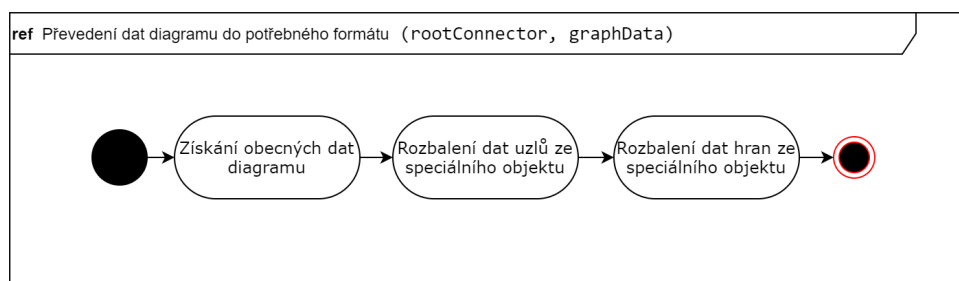 ref Převedení dat diagramu do potřebného formátu (rootConnector, graphData)
Získání obecných dat
diagramu
Rozbalení dat uzlů ze
speciálního objektu
Rozbalení dat hran ze
speciálního objektu